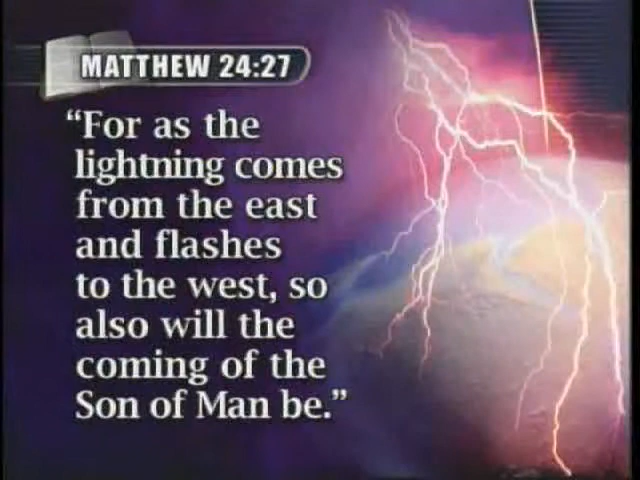 MATTHEW 24:27
“For as the
lightning comes
from the east
and flashes
to the west, so
also will the
coming of the
Son of Man be.”